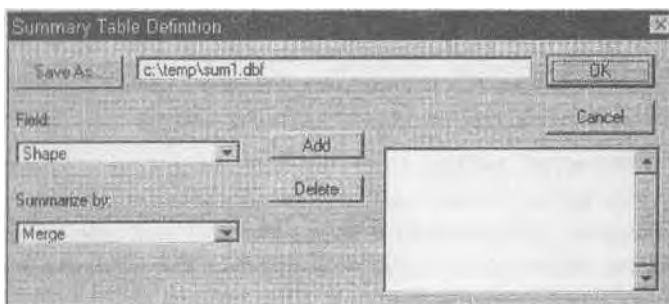 Summary Table Definition
Save As...
c:\temp\sum1.dbf
OK
Cancel
Field:
Shape
Add
Delete
Summarize by:
Merge